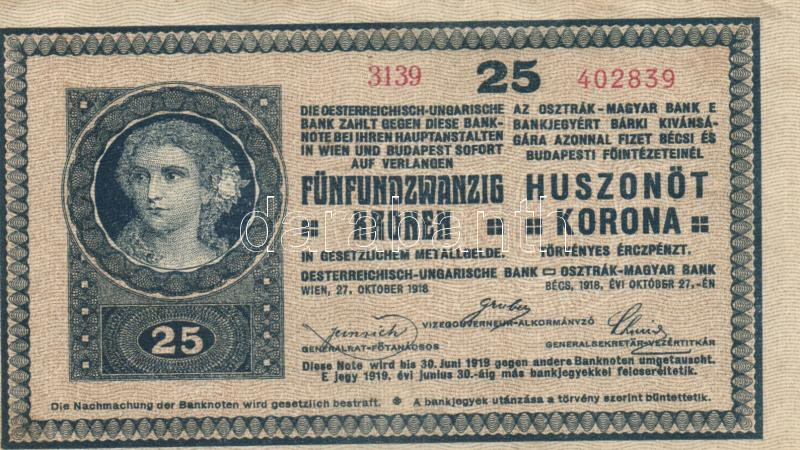 3139 25 402839
DIE OESTERREICHISCH-UNGARISCHE
BANK ZAHLT GEGEN DIESE BANK-
NOTE BEI IHREN HAUPTANSTALTEN
IN WIEN UND BUDAPEST SOFORT
AUF VERLANGEN
FÜNFUNDZWANZIG
KRONEN
IN GESETZLICHEM METALLGELDE.
OESTERREICHISCH-UNGARISCHE BANK
WIEN, 27. OKTOBER 1918
AZ OSZTRÁK-MAGYAR BANK E
BANKJEGYÉRT BÁRKI KIVÁNSÁ-
GÁRA AZONNAL FIZET BÉCSI ÉS
BUDAPESTI FŐINTÉZETEINÉL
HUSZONÖT
KORONA
TÖRVÉNYES ÉRCZPÉNZT.
OSZTRÁK-MAGYAR BANK
BÉCS, 1918. ÉVI OKTÓBER 27.-ÉN
darabanth
25
VIZEGOUVERNEUR-ALKORMÁNYZÓ
GENERALRAT-FŐTANÁCSOS
GENERALSEKRETÄR-VEZÉRTITKÁR
Diese Note wird bis 30. Juni 1919 gegen andere Banknoten umgetauscht.
E jegy 1919. évi junius 30.-áig más bankjegyekkel felcseréltetik.
Die Nachmachung der Banknoten wird gesetzlich bestraft. A bankjegyek utánzása a törvény szerint büntettetik.